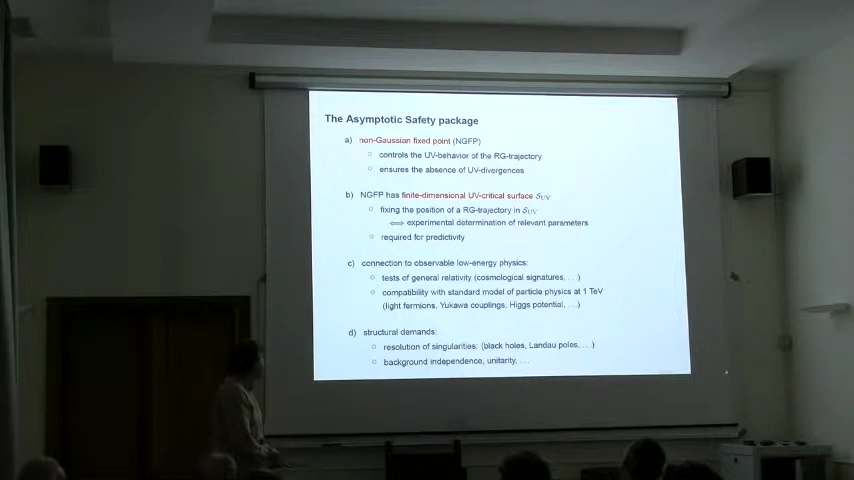 The Asymptotic Safety package
a) non-Gaussian fixed point (NGFP)
○ controls the UV-behavior of the RG-trajectory
○ ensures the absence of UV-divergences
b) NGFP has finite-dimensional UV-critical surface S_UV
○ fixing the position of a RG-trajectory in S_UV
⟺ experimental determination of relevant parameters
○ required for predictivity
c) connection to observable low-energy physics:
○ tests of general relativity (cosmological signatures, ...)
○ compatibility with standard model of particle physics at 1 TeV
(light fermions, Yukawa couplings, Higgs potential, ...)
d) structural demands:
○ resolution of singularities: (black holes, Landau poles, ...)
○ background independence, unitarity, ...